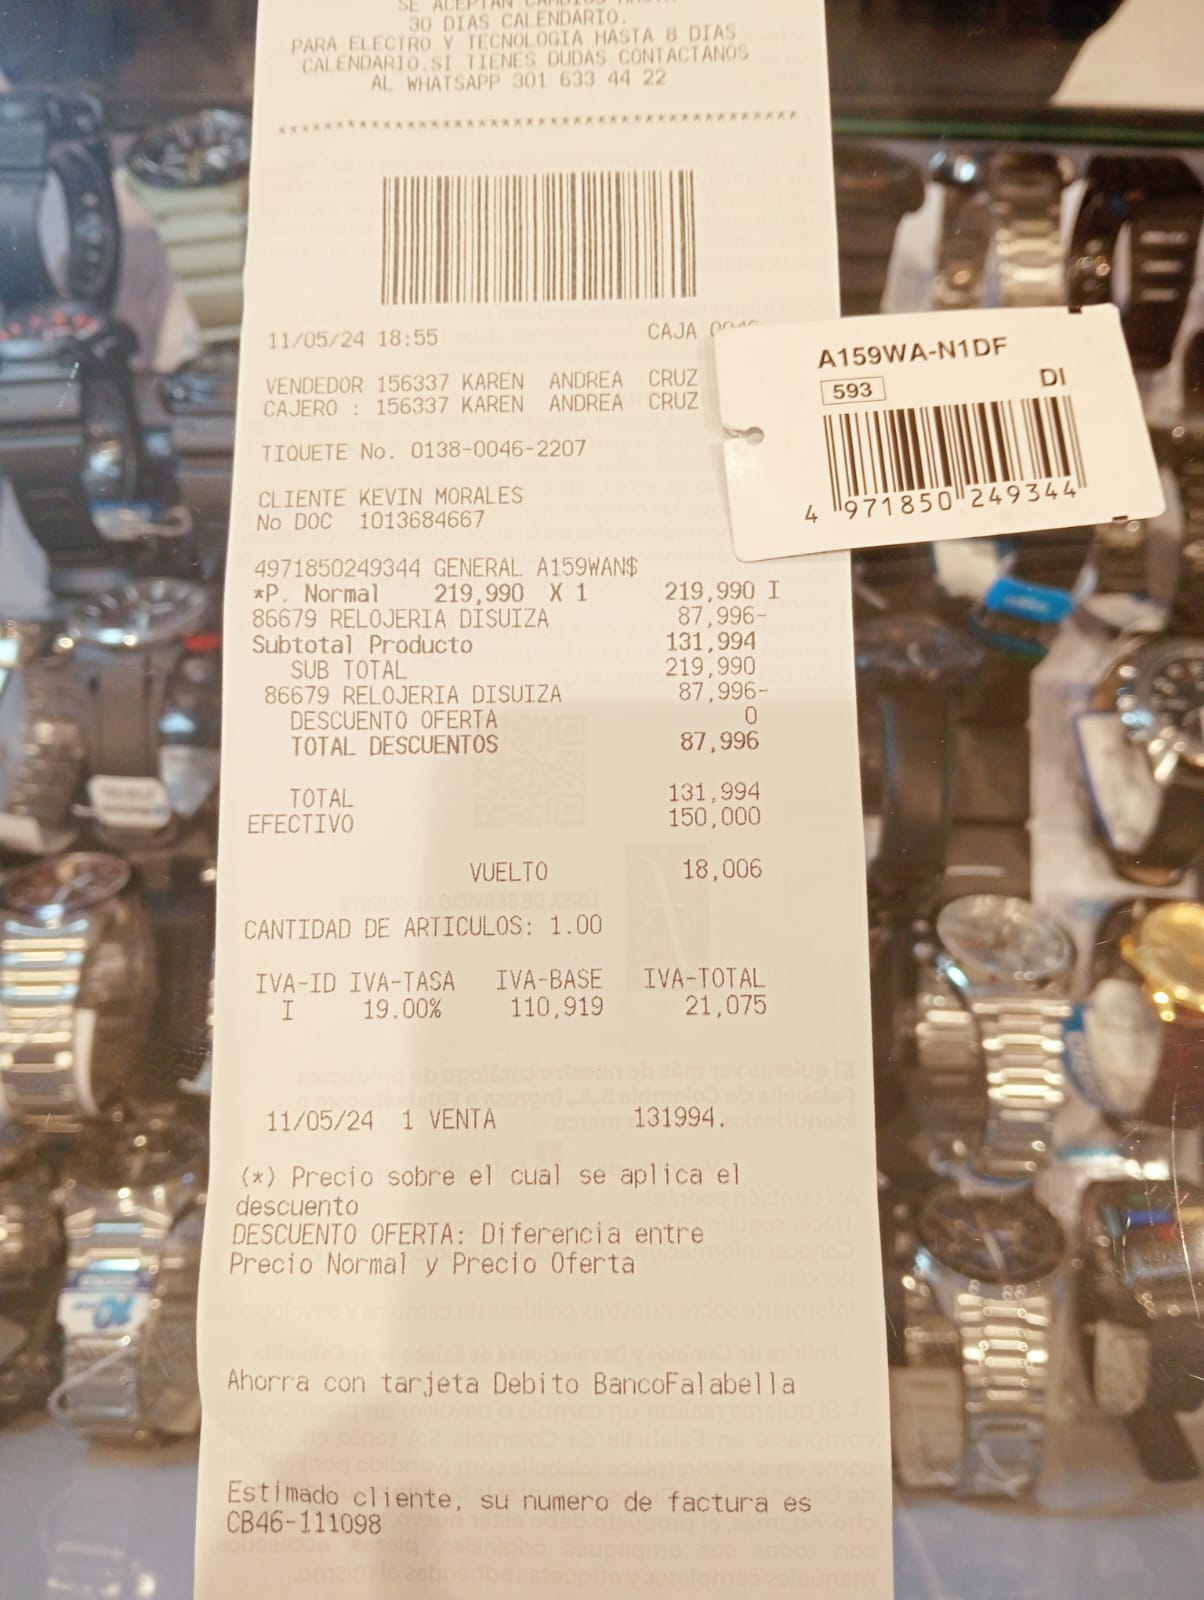 SE ACEPTAN CAMBIOS HASTA
30 DIAS CALENDARIO.
PARA ELECTRO Y TECNOLOGIA HASTA 8 DIAS
CALENDARIO.SI TIENES DUDAS CONTACTANOS
AL WHATSAPP 301 633 44 22
11/05/24 18:55 CAJA 0046
VENDEDOR 156337 KAREN ANDREA CRUZ
CAJERO : 156337 KAREN ANDREA CRUZ
TIQUETE No. 0138-0046-2207
CLIENTE KEVIN MORALES
No DOC 1013684667
A159WA-N1DF
593 DI
4 971850 249344
4971850249344 GENERAL A159WAN$
*P. Normal 219,990 X 1 219,990 I
86679 RELOJERIA DISUIZA 87,996-
Subtotal Producto 131,994
SUB TOTAL 219,990
86679 RELOJERIA DISUIZA 87,996-
DESCUENTO OFERTA 0
TOTAL DESCUENTOS 87,996
TOTAL 131,994
EFECTIVO 150,000
VUELTO 18,006
CANTIDAD DE ARTICULOS: 1.00
IVA-ID IVA-TASA IVA-BASE IVA-TOTAL
I 19.00% 110,919 21,075
11/05/24 1 VENTA 131994.
(*) Precio sobre el cual se aplica el
descuento
DESCUENTO OFERTA: Diferencia entre
Precio Normal y Precio Oferta
Ahorra con tarjeta Debito BancoFalabella
Estimado cliente, su numero de factura es
CB46-111098